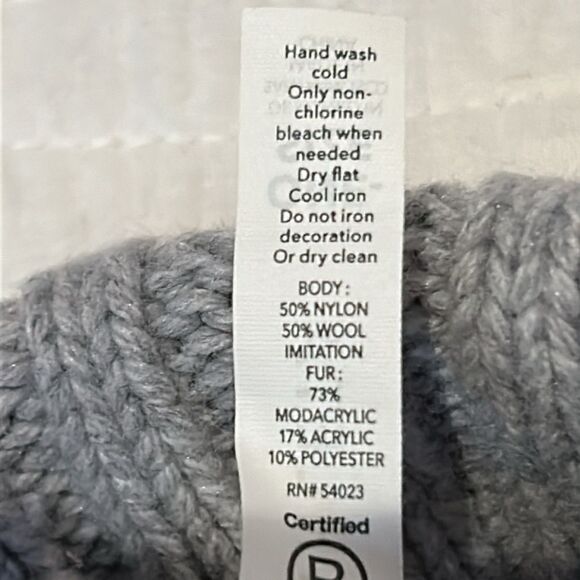 Hand wash
cold
Only non-
chlorine
bleach when
needed
Dry flat
Cool iron
Do not iron
decoration
Or dry clean
BODY:
50% NYLON
50% WOOL
IMITATION
FUR:
73%
MODACRYLIC
17% ACRYLIC
10% POLYESTER
RN# 54023
Certified